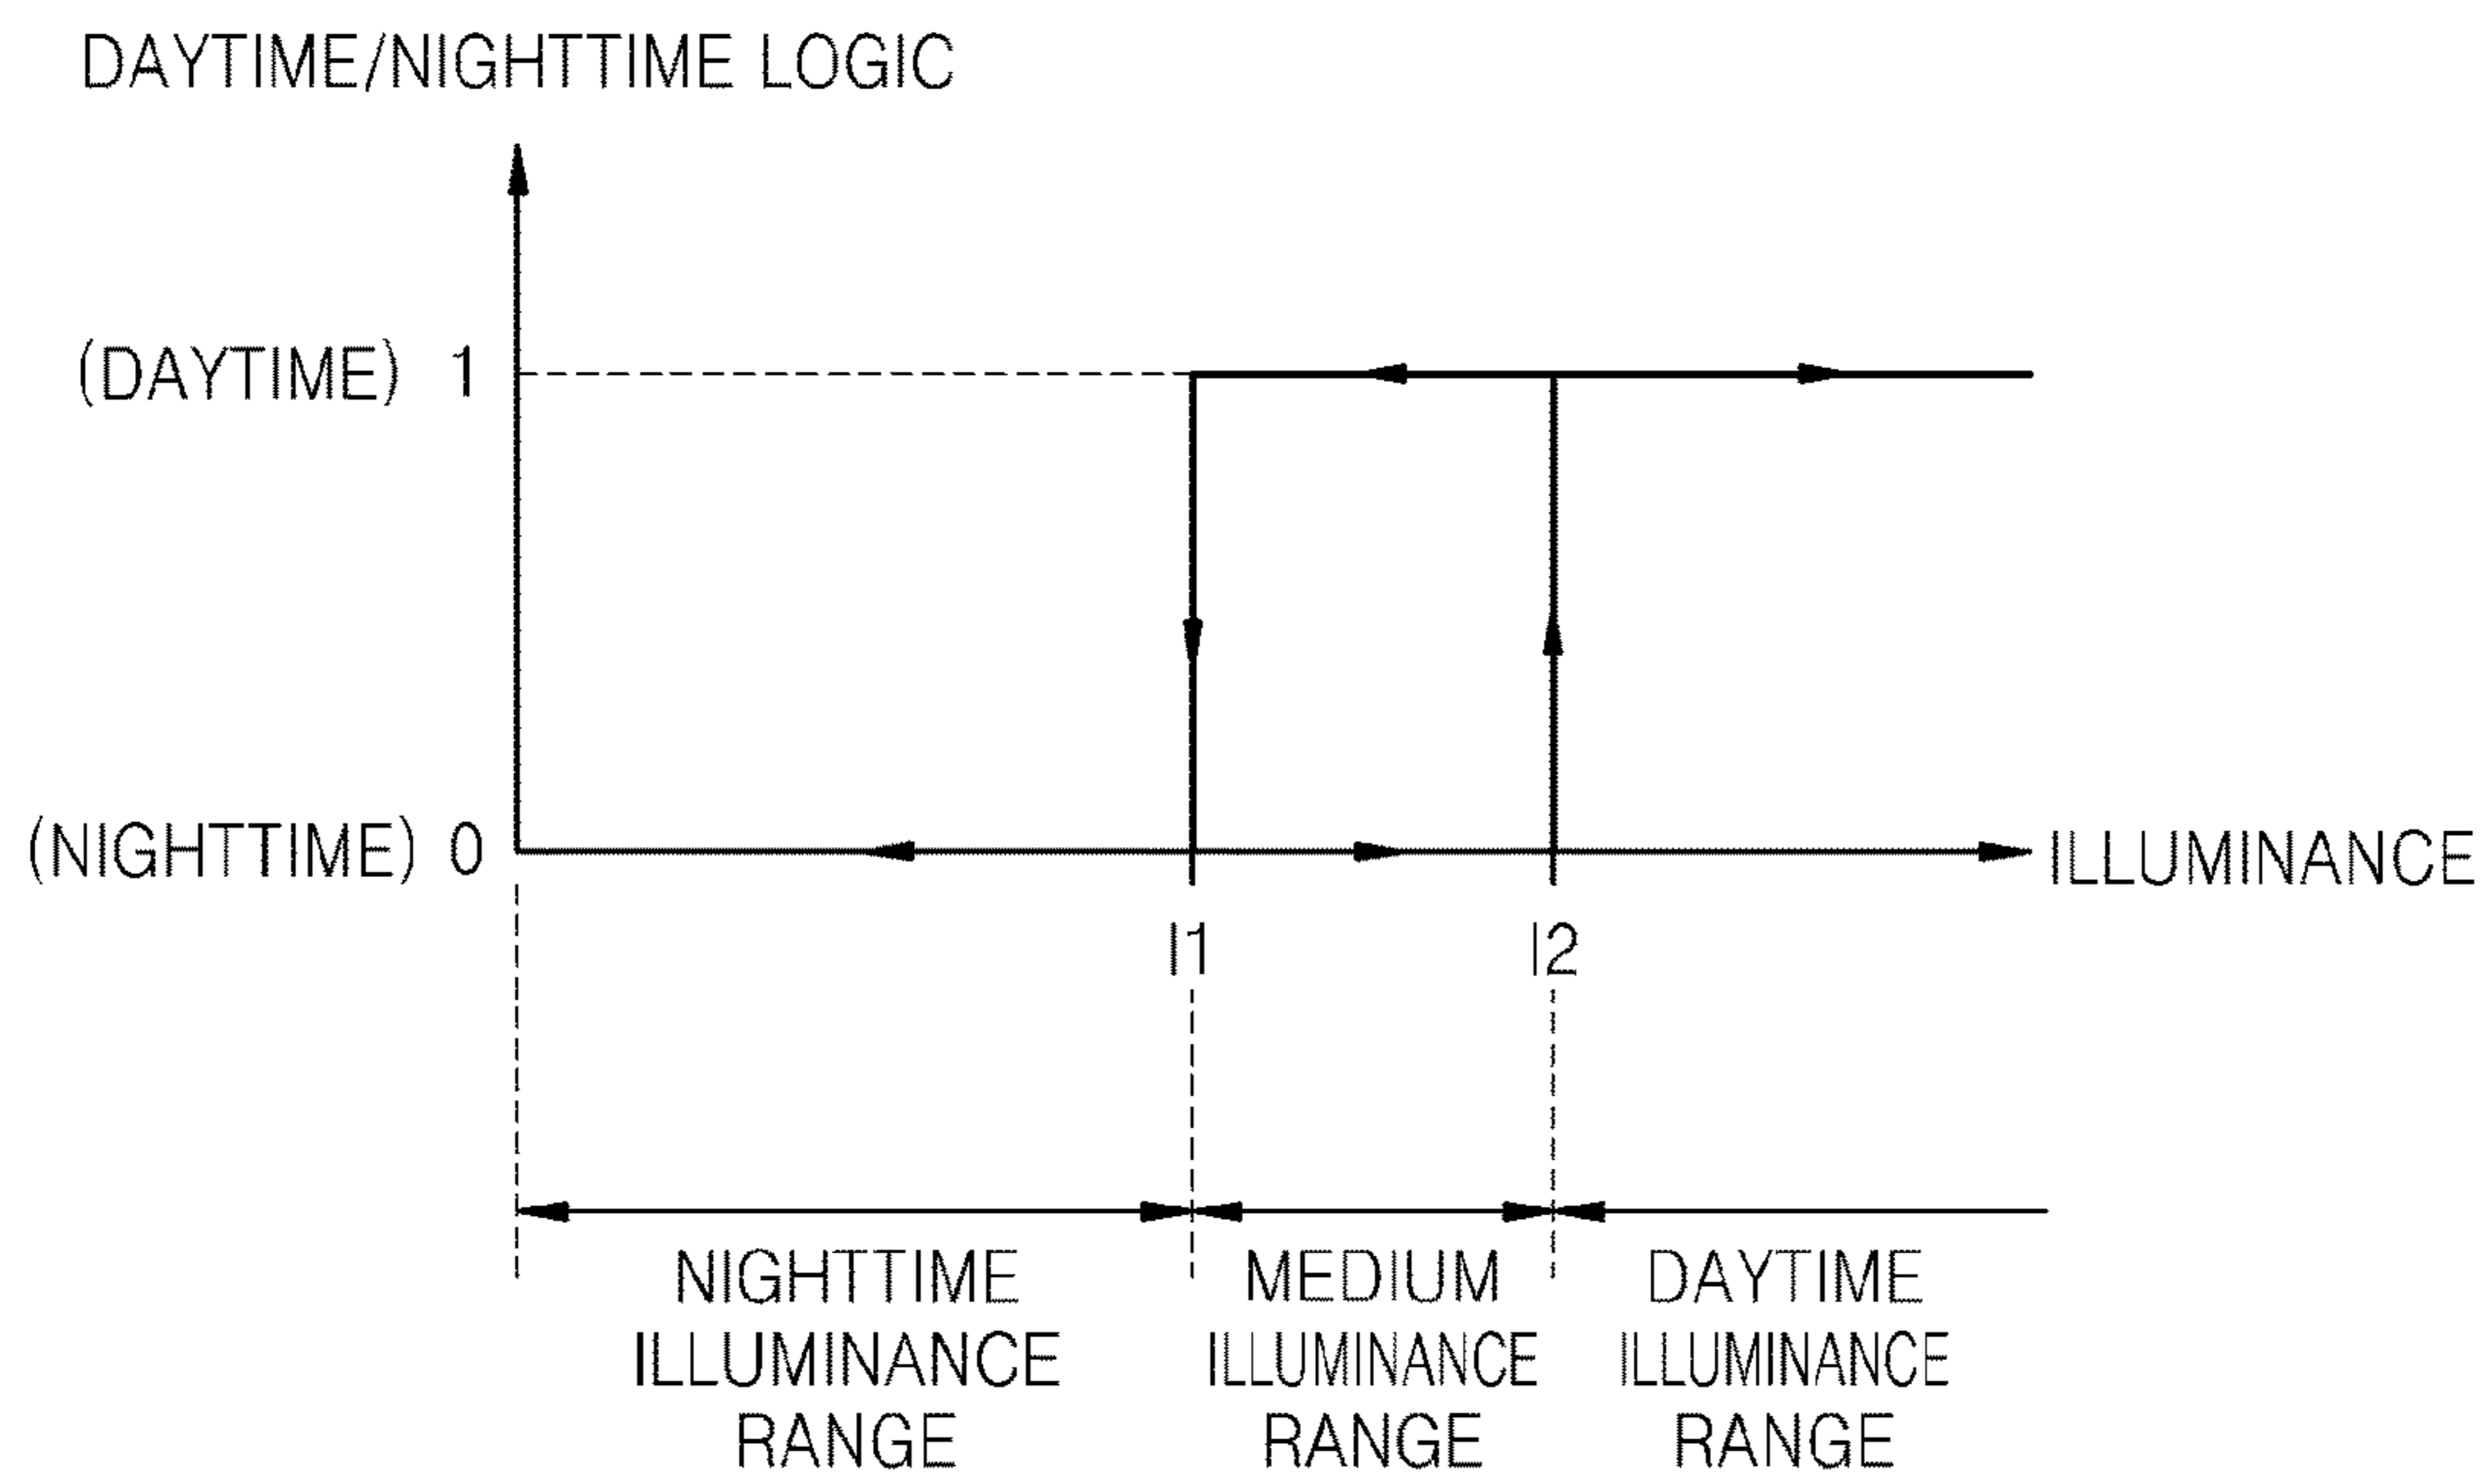 DAYTIME/NIGHTTIME LOGIC
(DAYTIME) 1
(NIGHTTIME) 0
ILLUMINANCE
I1
I2
NIGHTTIME
ILLUMINANCE
RANGE
MEDIUM
ILLUMINANCE
RANGE
DAYTIME
ILLUMINANCE
RANGE